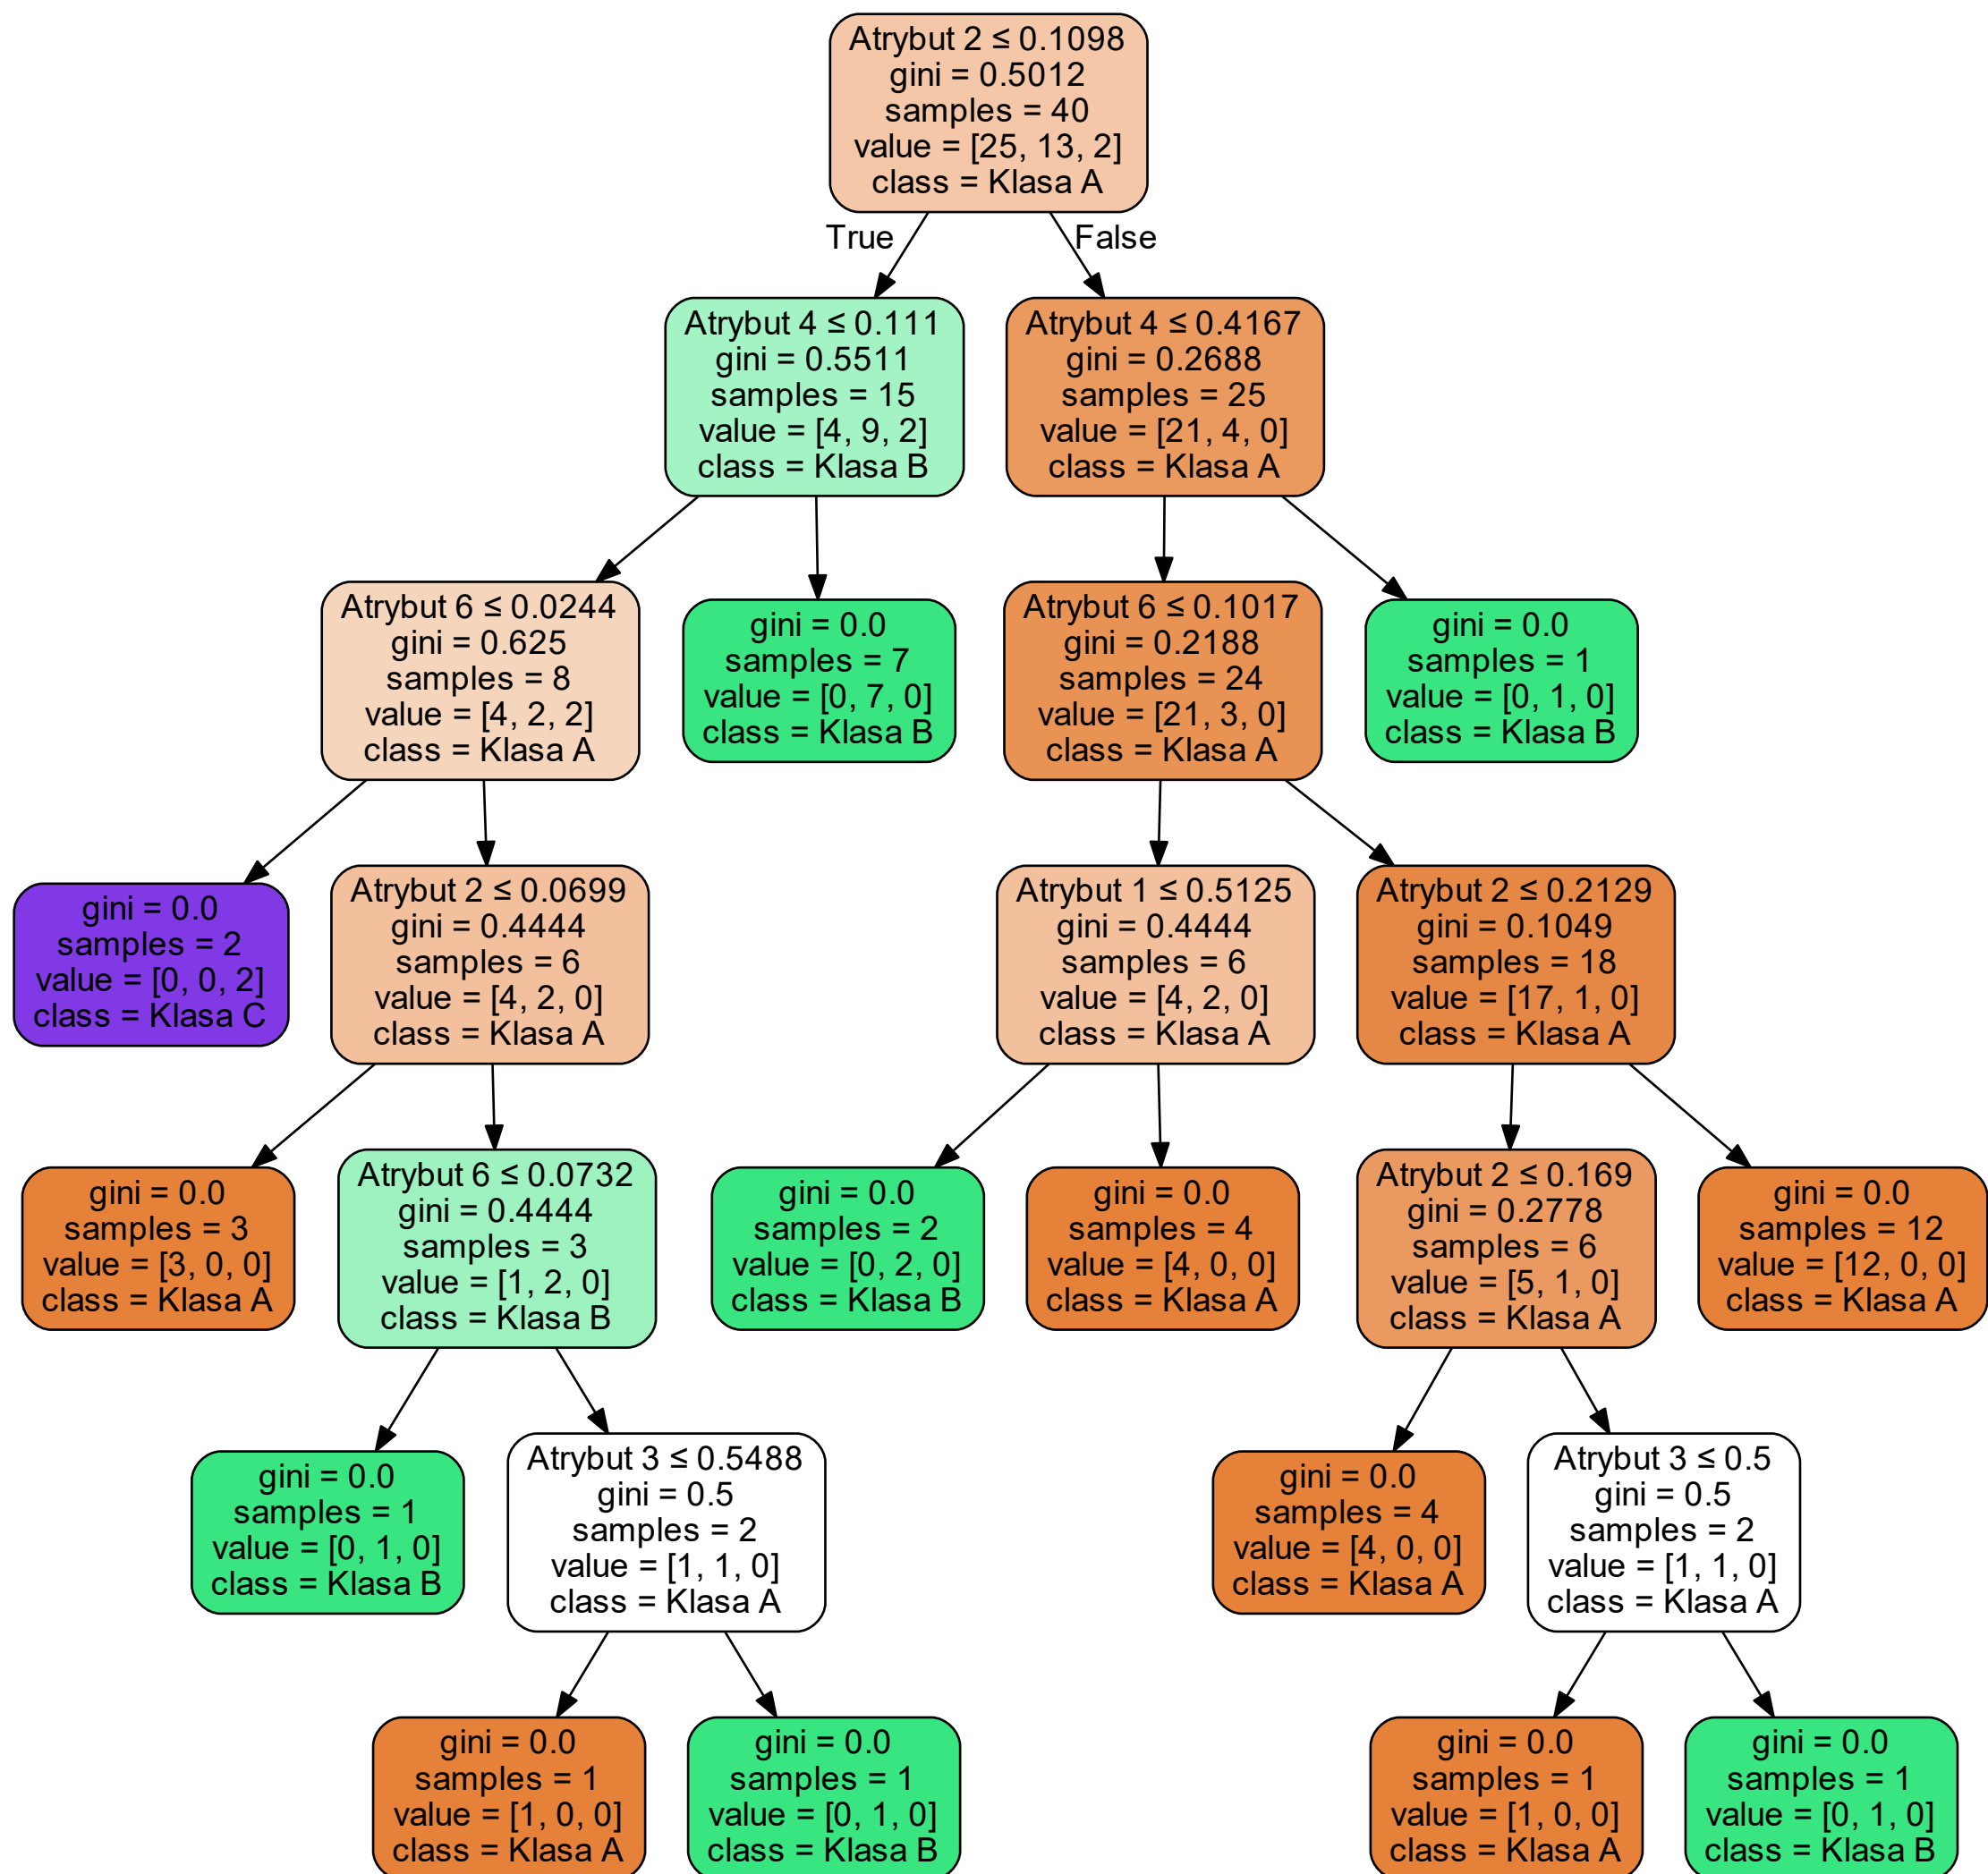 Atrybut 2 ≤ 0.1098
gini = 0.5012
samples = 40
value = [25, 13, 2]
class = Klasa A
True
False
Atrybut 4 ≤ 0.111
gini = 0.5511
samples = 15
value = [4, 9, 2]
class = Klasa B
Atrybut 4 ≤ 0.4167
gini = 0.2688
samples = 25
value = [21, 4, 0]
class = Klasa A
Atrybut 6 ≤ 0.0244
gini = 0.625
samples = 8
value = [4, 2, 2]
class = Klasa A
gini = 0.0
samples = 7
value = [0, 7, 0]
class = Klasa B
Atrybut 6 ≤ 0.1017
gini = 0.2188
samples = 24
value = [21, 3, 0]
class = Klasa A
gini = 0.0
samples = 1
value = [0, 1, 0]
class = Klasa B
gini = 0.0
samples = 2
value = [0, 0, 2]
class = Klasa C
Atrybut 2 ≤ 0.0699
gini = 0.4444
samples = 6
value = [4, 2, 0]
class = Klasa A
Atrybut 1 ≤ 0.5125
gini = 0.4444
samples = 6
value = [4, 2, 0]
class = Klasa A
Atrybut 2 ≤ 0.2129
gini = 0.1049
samples = 18
value = [17, 1, 0]
class = Klasa A
gini = 0.0
samples = 3
value = [3, 0, 0]
class = Klasa A
Atrybut 6 ≤ 0.0732
gini = 0.4444
samples = 3
value = [1, 2, 0]
class = Klasa B
gini = 0.0
samples = 2
value = [0, 2, 0]
class = Klasa B
gini = 0.0
samples = 4
value = [4, 0, 0]
class = Klasa A
Atrybut 2 ≤ 0.169
gini = 0.2778
samples = 6
value = [5, 1, 0]
class = Klasa A
gini = 0.0
samples = 12
value = [12, 0, 0]
class = Klasa A
gini = 0.0
samples = 1
value = [0, 1, 0]
class = Klasa B
Atrybut 3 ≤ 0.5488
gini = 0.5
samples = 2
value = [1, 1, 0]
class = Klasa A
gini = 0.0
samples = 4
value = [4, 0, 0]
class = Klasa A
Atrybut 3 ≤ 0.5
gini = 0.5
samples = 2
value = [1, 1, 0]
class = Klasa A
gini = 0.0
samples = 1
value = [1, 0, 0]
class = Klasa A
gini = 0.0
samples = 1
value = [0, 1, 0]
class = Klasa B
gini = 0.0
samples = 1
value = [1, 0, 0]
class = Klasa A
gini = 0.0
samples = 1
value = [0, 1, 0]
class = Klasa B